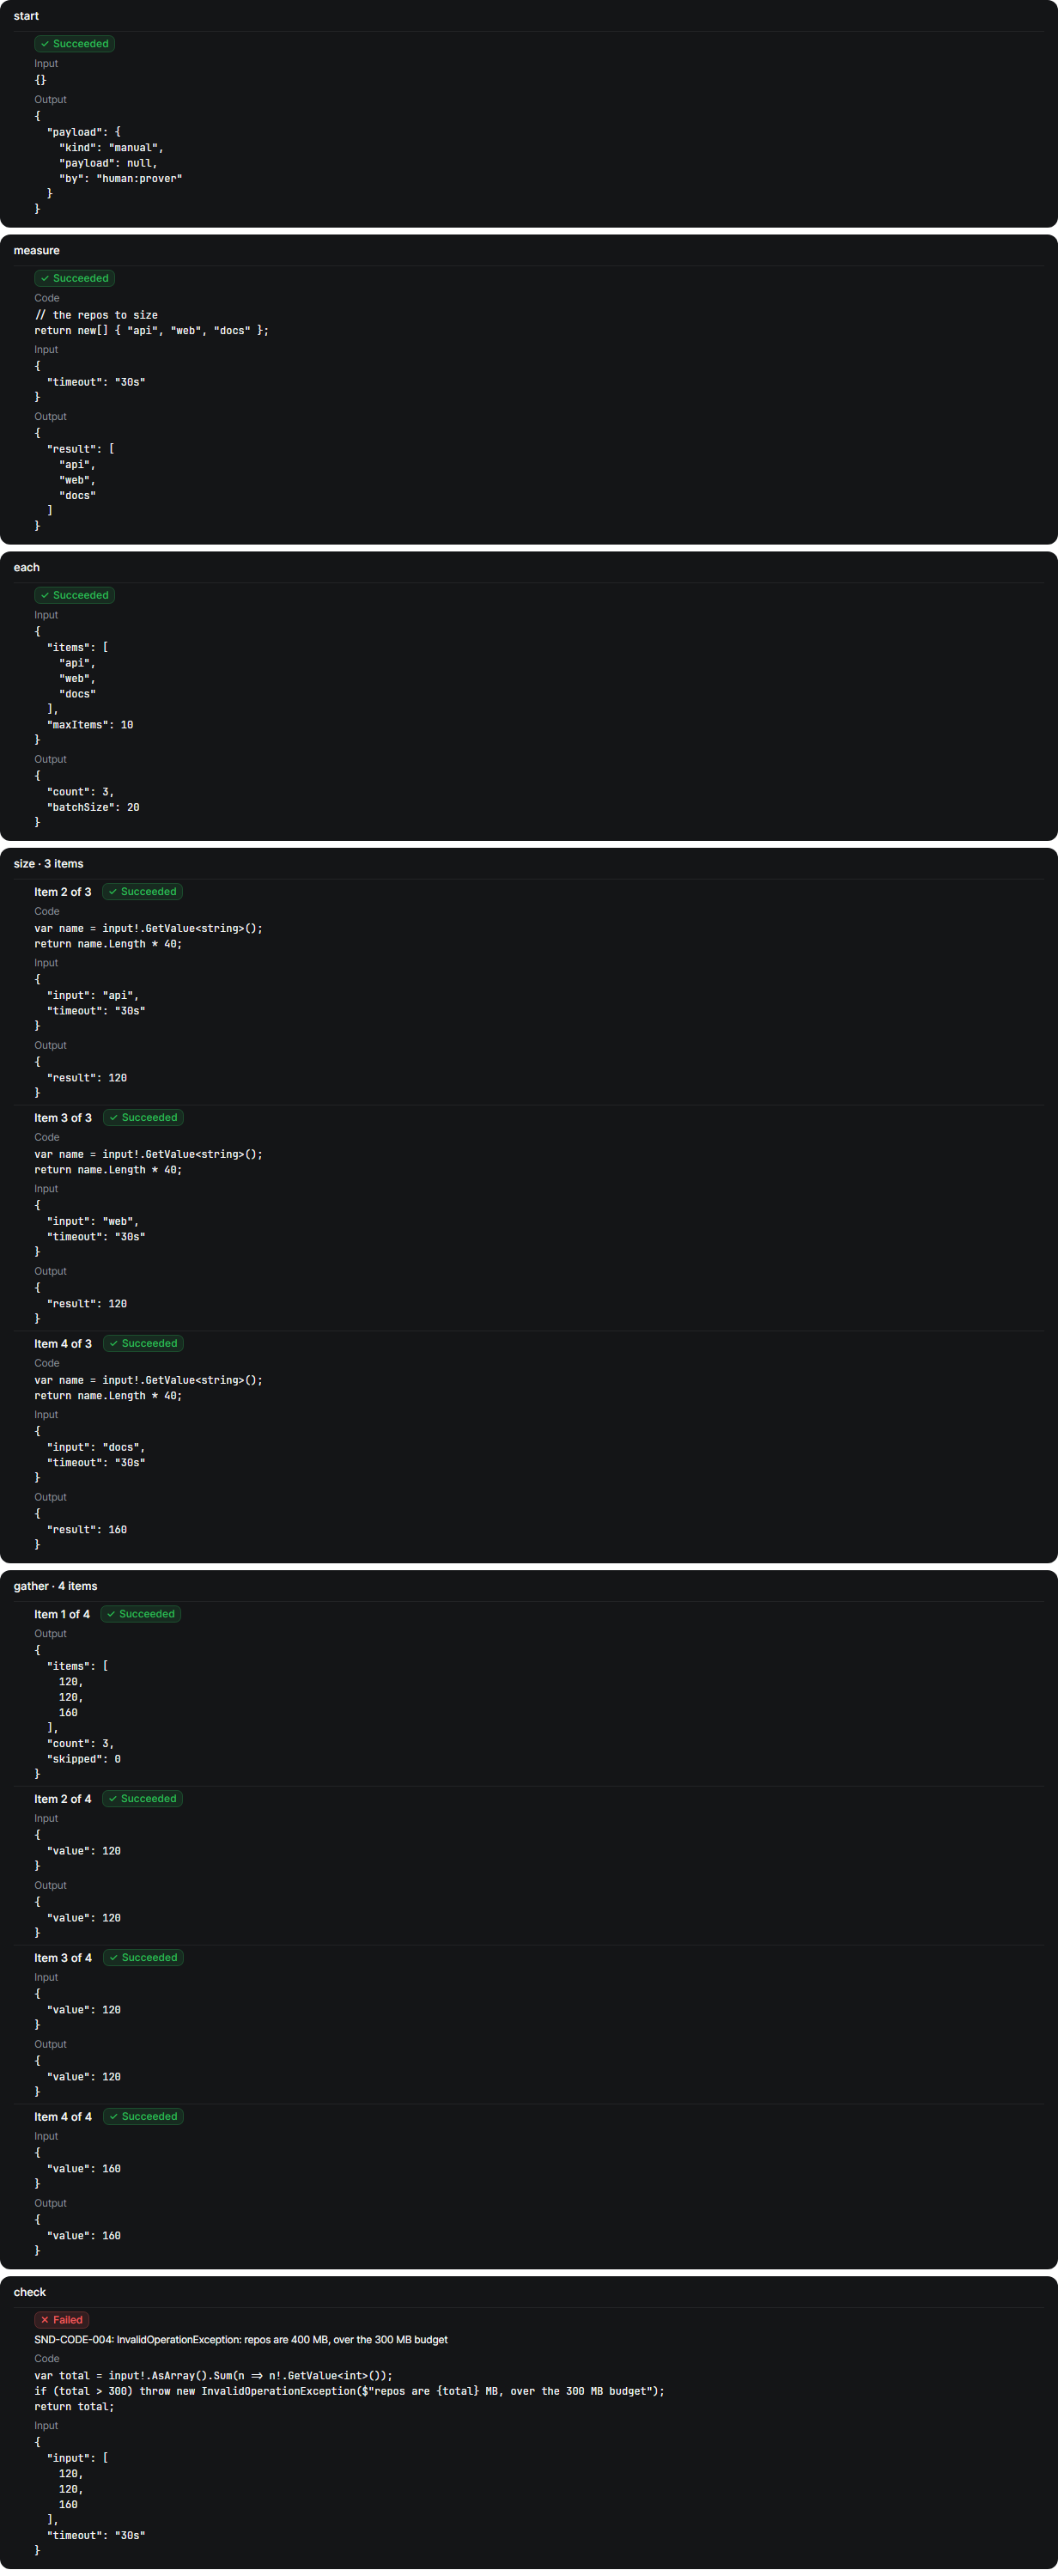 start
✓ Succeeded
Input
{}
Output
{
  "payload": {
    "kind": "manual",
    "payload": null,
    "by": "human:prover"
  }
}
measure
✓ Succeeded
Code
// the repos to size
return new[] { "api", "web", "docs" };
Input
{
  "timeout": "30s"
}
Output
{
  "result": [
    "api",
    "web",
    "docs"
  ]
}
each
✓ Succeeded
Input
{
  "items": [
    "api",
    "web",
    "docs"
  ],
  "maxItems": 10
}
Output
{
  "count": 3,
  "batchSize": 20
}
size · 3 items
Item 2 of 3 ✓ Succeeded
Code
var name = input!.GetValue<string>();
return name.Length * 40;
Input
{
  "input": "api",
  "timeout": "30s"
}
Output
{
  "result": 120
}
Item 3 of 3 ✓ Succeeded
Code
var name = input!.GetValue<string>();
return name.Length * 40;
Input
{
  "input": "web",
  "timeout": "30s"
}
Output
{
  "result": 120
}
Item 4 of 3 ✓ Succeeded
Code
var name = input!.GetValue<string>();
return name.Length * 40;
Input
{
  "input": "docs",
  "timeout": "30s"
}
Output
{
  "result": 160
}
gather · 4 items
Item 1 of 4 ✓ Succeeded
Output
{
  "items": [
    120,
    120,
    160
  ],
  "count": 3,
  "skipped": 0
}
Item 2 of 4 ✓ Succeeded
Input
{
  "value": 120
}
Output
{
  "value": 120
}
Item 3 of 4 ✓ Succeeded
Input
{
  "value": 120
}
Output
{
  "value": 120
}
Item 4 of 4 ✓ Succeeded
Input
{
  "value": 160
}
Output
{
  "value": 160
}
check
✕ Failed
SND-CODE-004: InvalidOperationException: repos are 400 MB, over the 300 MB budget
Code
var total = input!.AsArray().Sum(n => n!.GetValue<int>());
if (total > 300) throw new InvalidOperationException($"repos are {total} MB, over the 300 MB budget");
return total;
Input
{
  "input": [
    120,
    120,
    160
  ],
  "timeout": "30s"
}